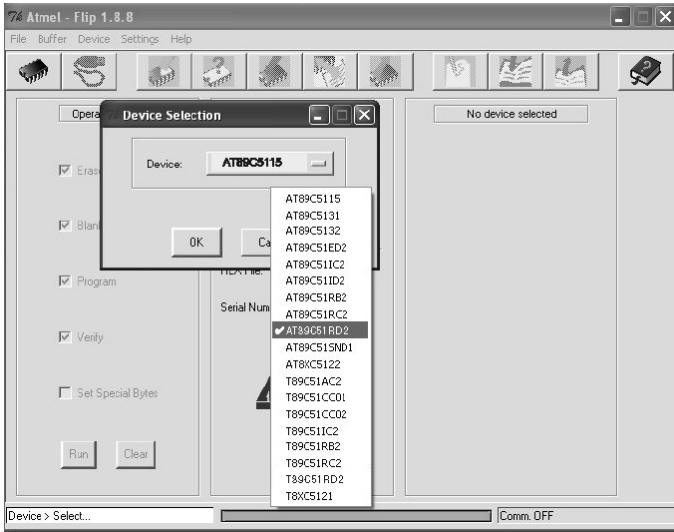 Atmel - Flip 1.8.8
File Buffer Device Settings Help
Opera
No device selected
Device Selection
Device:
AT89C5115
OK
Ca
AT89C5115
AT89C5131
AT89C5132
AT89C51ED2
AT89C51IC2
AT89C51ID2
AT89C51RB2
AT89C51RC2
AT89C51RD2
AT89C51SND1
AT8XC5122
T89C51AC2
T89C51CC01
T89C51CC02
T89C51IC2
T89C51RB2
T89C51RC2
T89C51RD2
T8XC5121
Eras
Blank
Program
Verify
Set Special Bytes
Run
Clear
HEX File:
Serial Num
Device > Select...
Comm. OFF